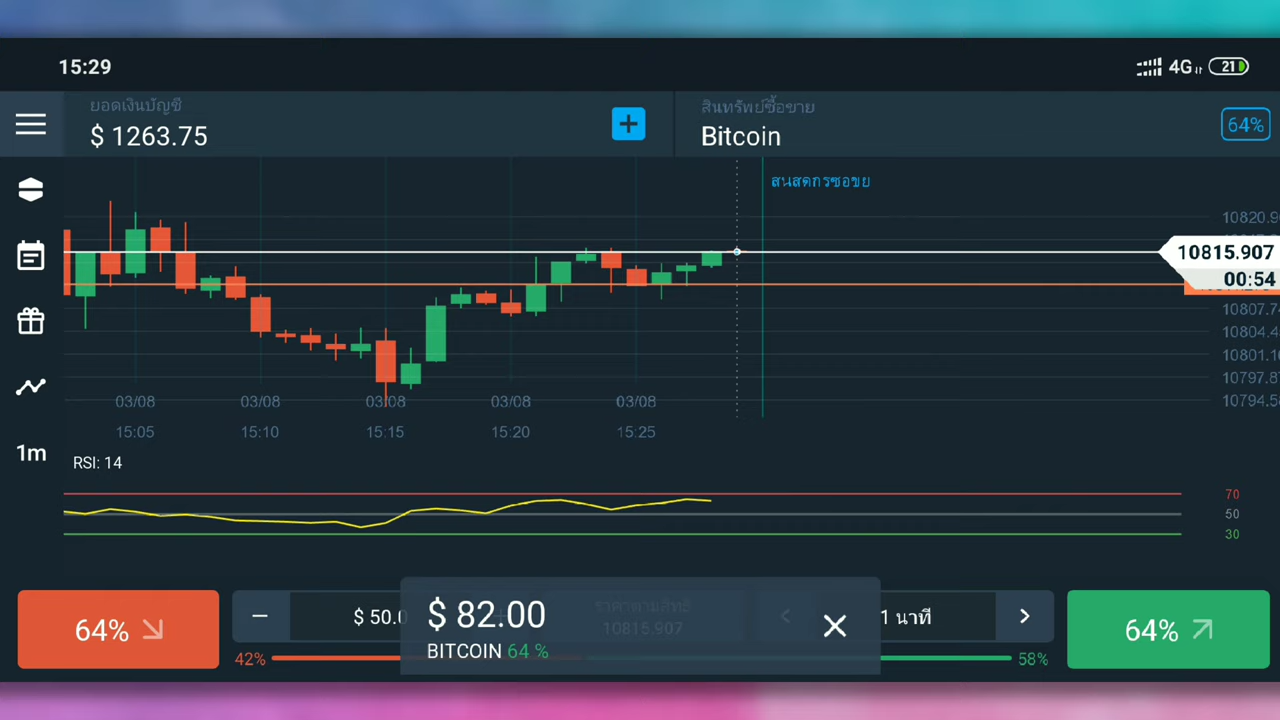 15:29
4G 21
ยอดเงินบัญชี
$ 1263.75
สินทรัพย์ซื้อขาย
Bitcoin
64%
10815.907
00:54
10807.7
10804.4
10801.1
10797.8
10794.5
03/08 03/08 03/08 03/08 03/08
15:05 15:10 15:15 15:20 15:25
1m
RSI: 14
70
50
30
64%
$ 50.0
$ 82.00
BITCOIN 64 %
10815.907
1 นาที
64%
42%
58%